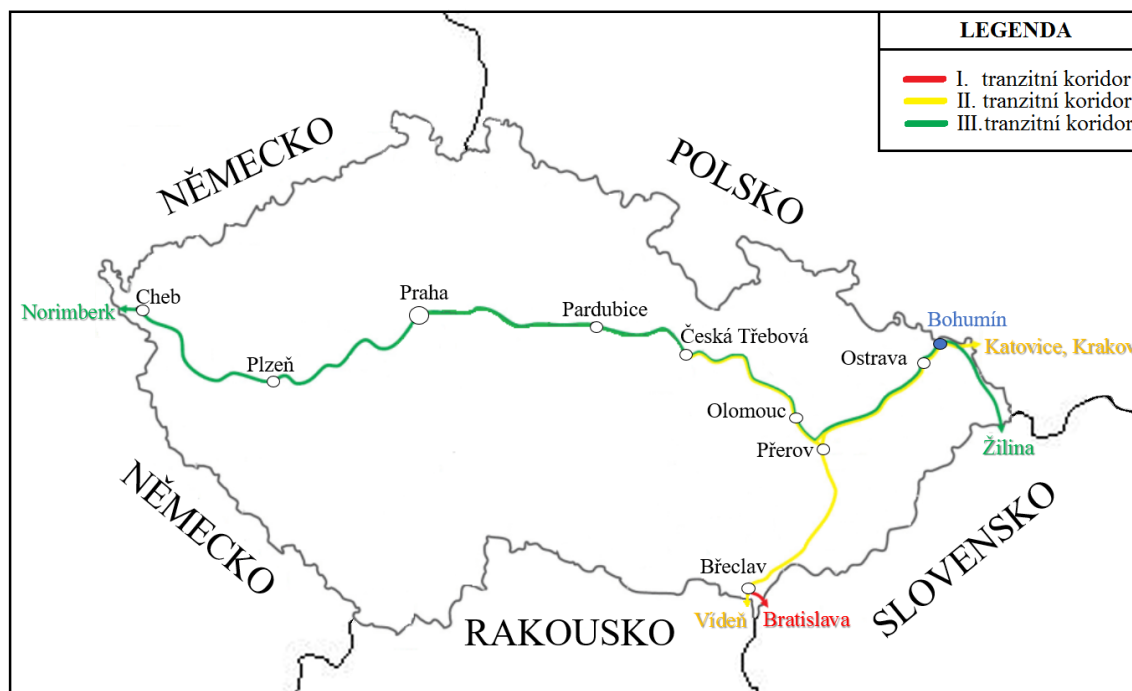 LEGENDA
I. tranzitní koridor
II. tranzitní koridor
III.tranzitní koridor
NĚMECKO
POLSKO
Norimberk
Cheb
Praha
Pardubice
Plzeň
Česká Třebová
Bohumín
Ostrava
Katovice, Krakov
Olomouc
Přerov
Žilina
NĚMECKO
SLOVENSKO
Břeclav
Vídeň
Bratislava
RAKOUSKO